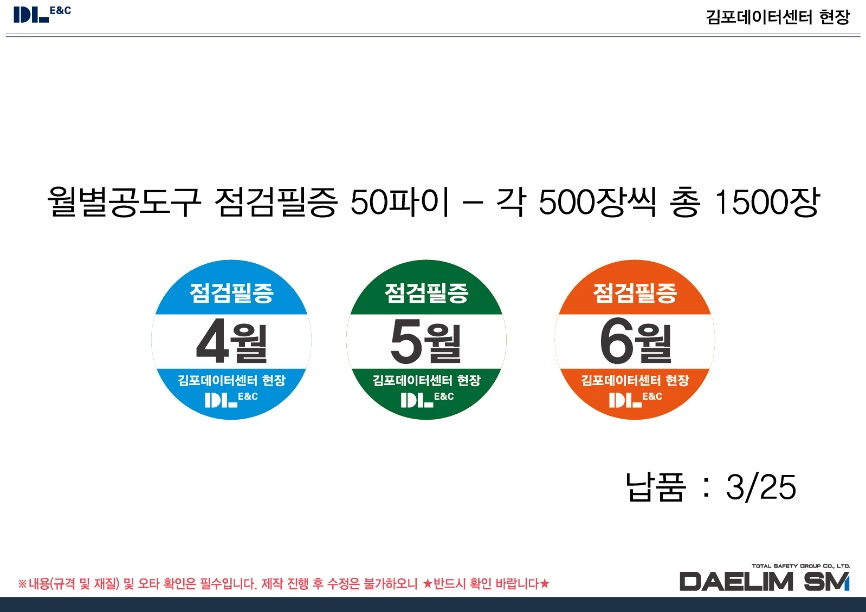 DL E&C
김포데이터센터 현장
월별공도구 점검필증 50파이 - 각 500장씩 총 1500장
점검필증
4월
김포데이터센터 현장
DL E&C
점검필증
5월
김포데이터센터 현장
DL E&C
점검필증
6월
김포데이터센터 현장
DL E&C
납품 : 3/25
※내용(규격 및 재질) 및 오타 확인은 필수입니다. 제작 진행 후 수정은 불가하오니 ★반드시 확인 바랍니다★
TOTAL SAFETY GROUP CO., LTD.
DAELIM SM